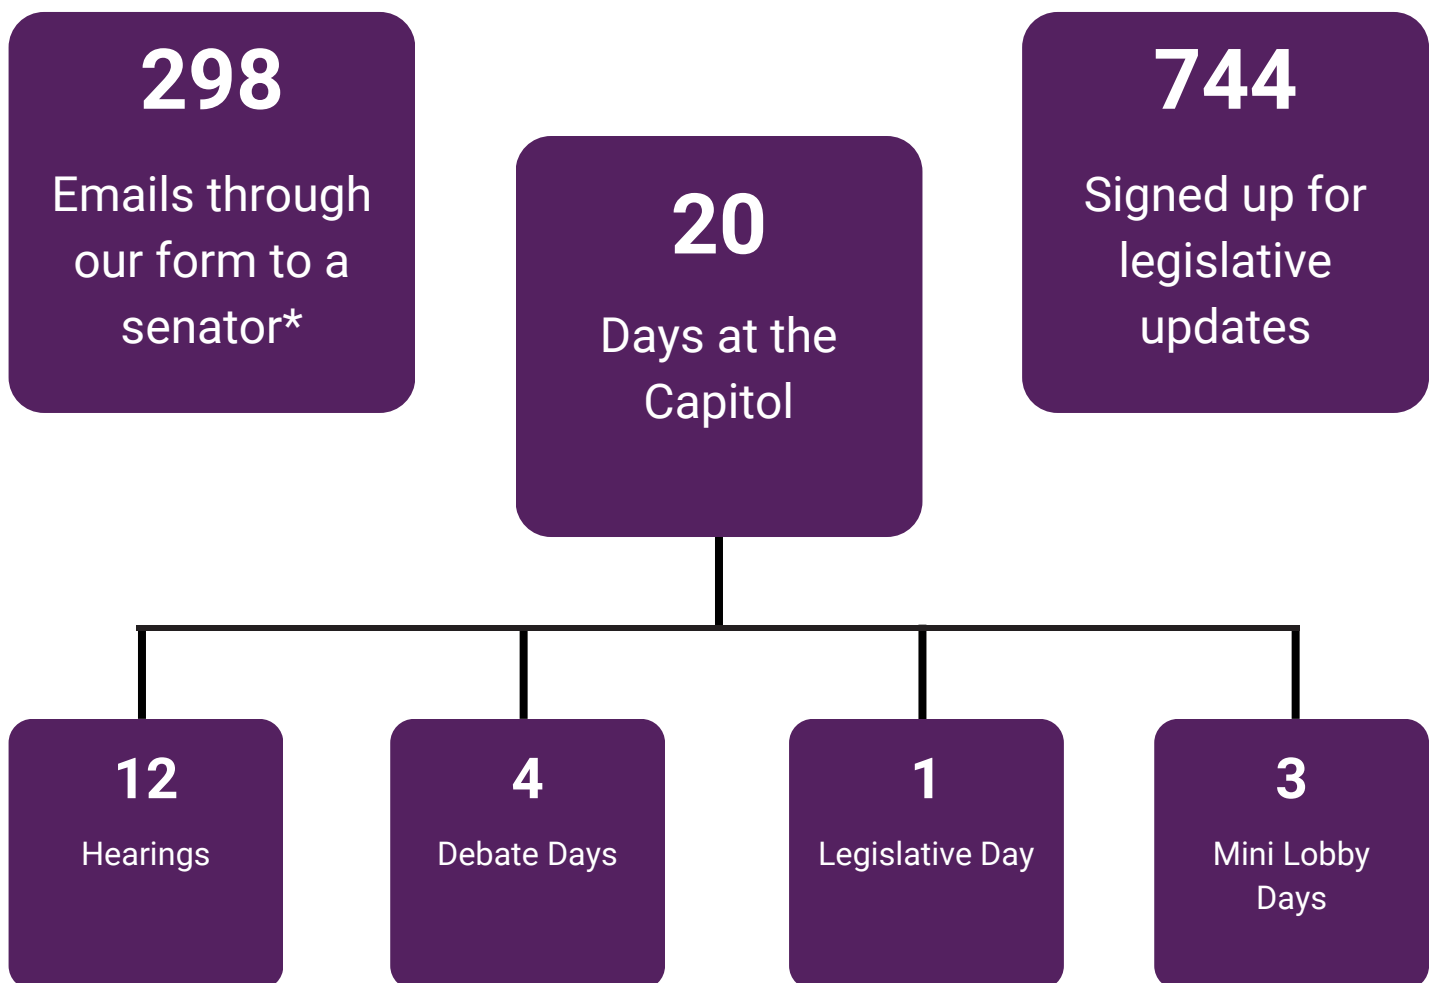 298
Emails through
our form to a
senator*
20
Days at the
Capitol
744
Signed up for
legislative
updates
12
Hearings
4
Debate Days
1
Legislative Day
3
Mini Lobby
Days